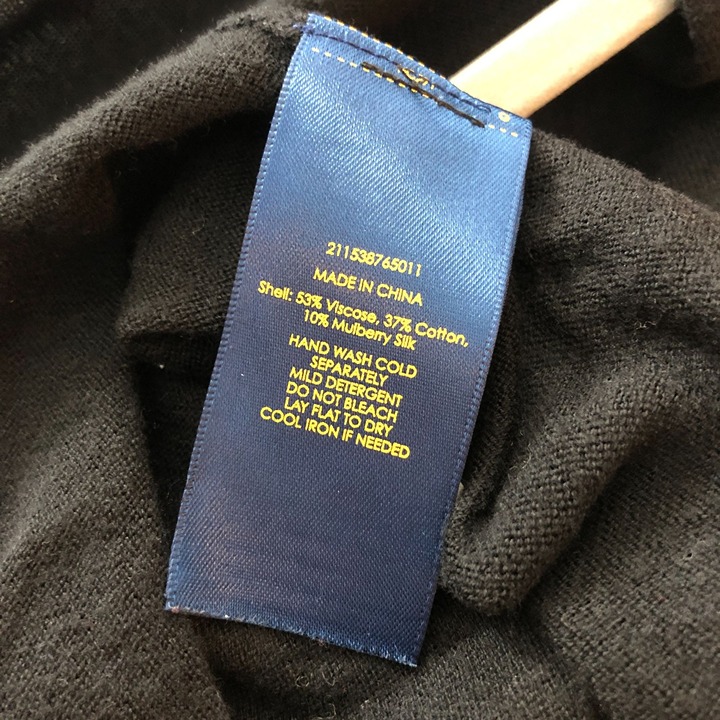 211538765011
MADE IN CHINA
Shell: 53% Viscose, 37% Cotton,
10% Mulberry Silk
HAND WASH COLD
SEPARATELY
MILD DETERGENT
DO NOT BLEACH
LAY FLAT TO DRY
COOL IRON IF NEEDED